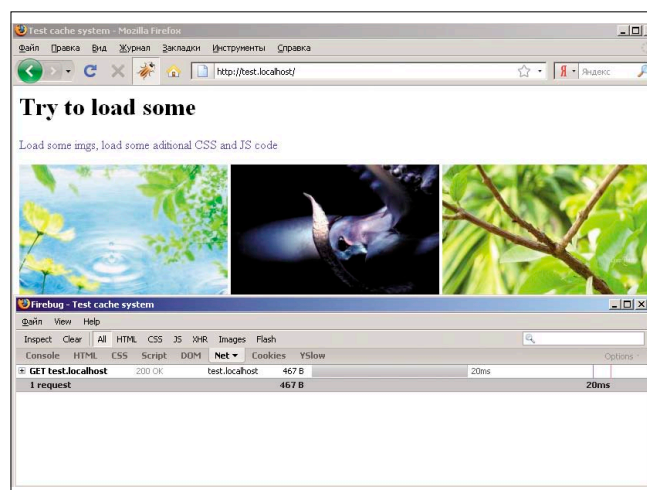 Test cache system - Mozilla Firefox
Файл Правка Вид Журнал Закладки Инструменты Справка
http://test.localhost/ Я Яндекс
Try to load some
Load some imgs, load some aditional CSS and JS code
Firebug - Test cache system
Файл View Help
Inspect Clear All HTML CSS JS XHR Images Flash
Console HTML CSS Script DOM Net Cookies YSlow Options
GET test.localhost 200 OK test.localhost 467 B 20ms
1 request 467 B 20ms